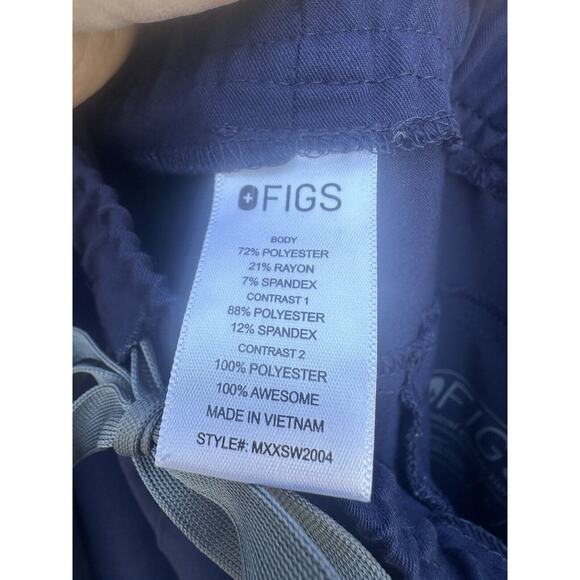 FIGS
BODY
72% POLYESTER
21% RAYON
7% SPANDEX
CONTRAST 1
88% POLYESTER
12% SPANDEX
CONTRAST 2
100% POLYESTER
100% AWESOME
MADE IN VIETNAM
STYLE#: MXXSW2004
FIGS